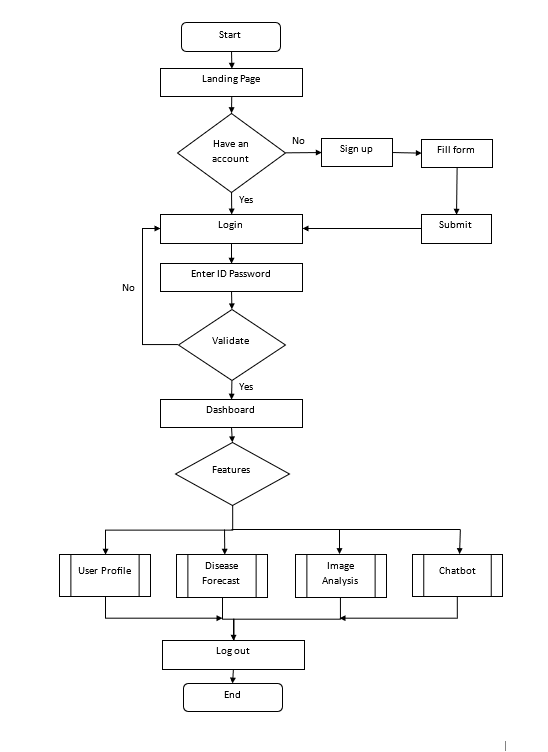 Start
Landing Page
Have an
account
No
Sign up
Fill form
Yes
Login
Submit
Enter ID Password
No
Validate
Yes
Dashboard
Features
User Profile
Disease
Forecast
Image
Analysis
Chatbot
Log out
End